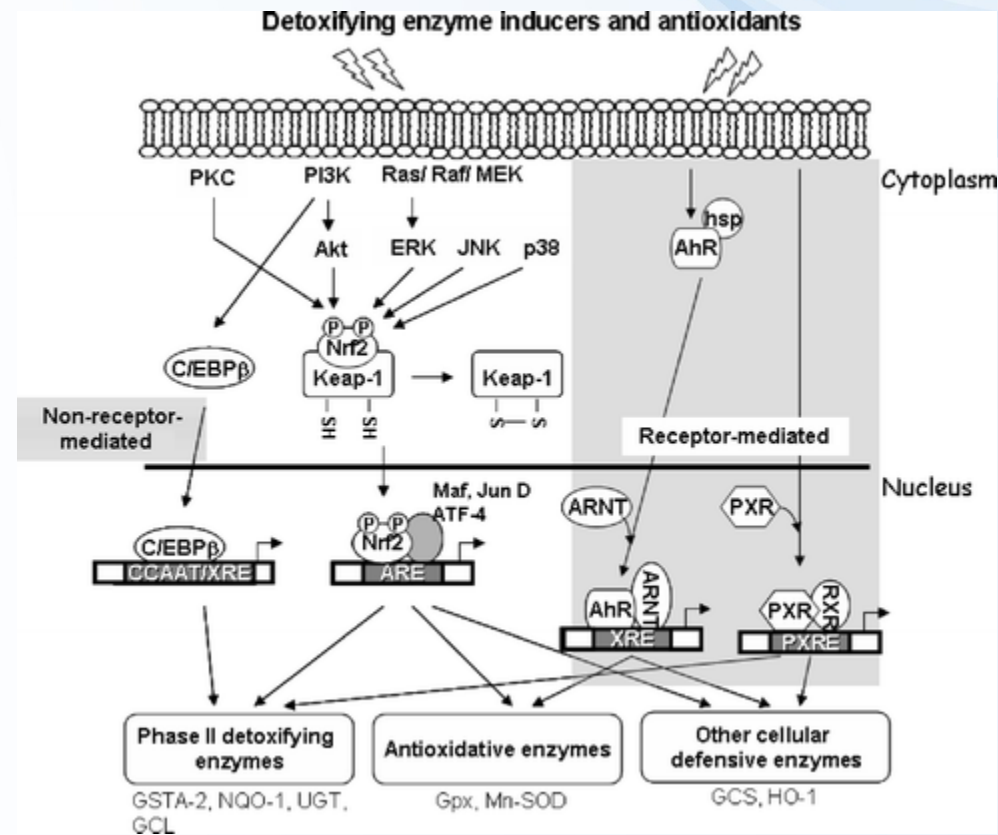 Detoxifying enzyme inducers and antioxidants
Cytoplasm
PKC
PI3K
Ras/ Raf/ MEK
hsp
AhR
Akt
ERK
JNK
p38
P
P
Nrf2
C/EBPβ
Keap-1
Keap-1
HS
HS
S
S
Non-receptor-
mediated
Receptor-mediated
Nucleus
Maf, Jun D
ATF-4
ARNT
PXR
P
P
Nrf2
C/EBPβ
CCAAT/XRE
ARE
AhR
ARNT
XRE
PXR
RXR
PXRE
Phase II detoxifying
enzymes
Antioxidative enzymes
Other cellular
defensive enzymes
GSTA-2, NQO-1, UGT,
GCL
Gpx, Mn-SOD
GCS, HO-1